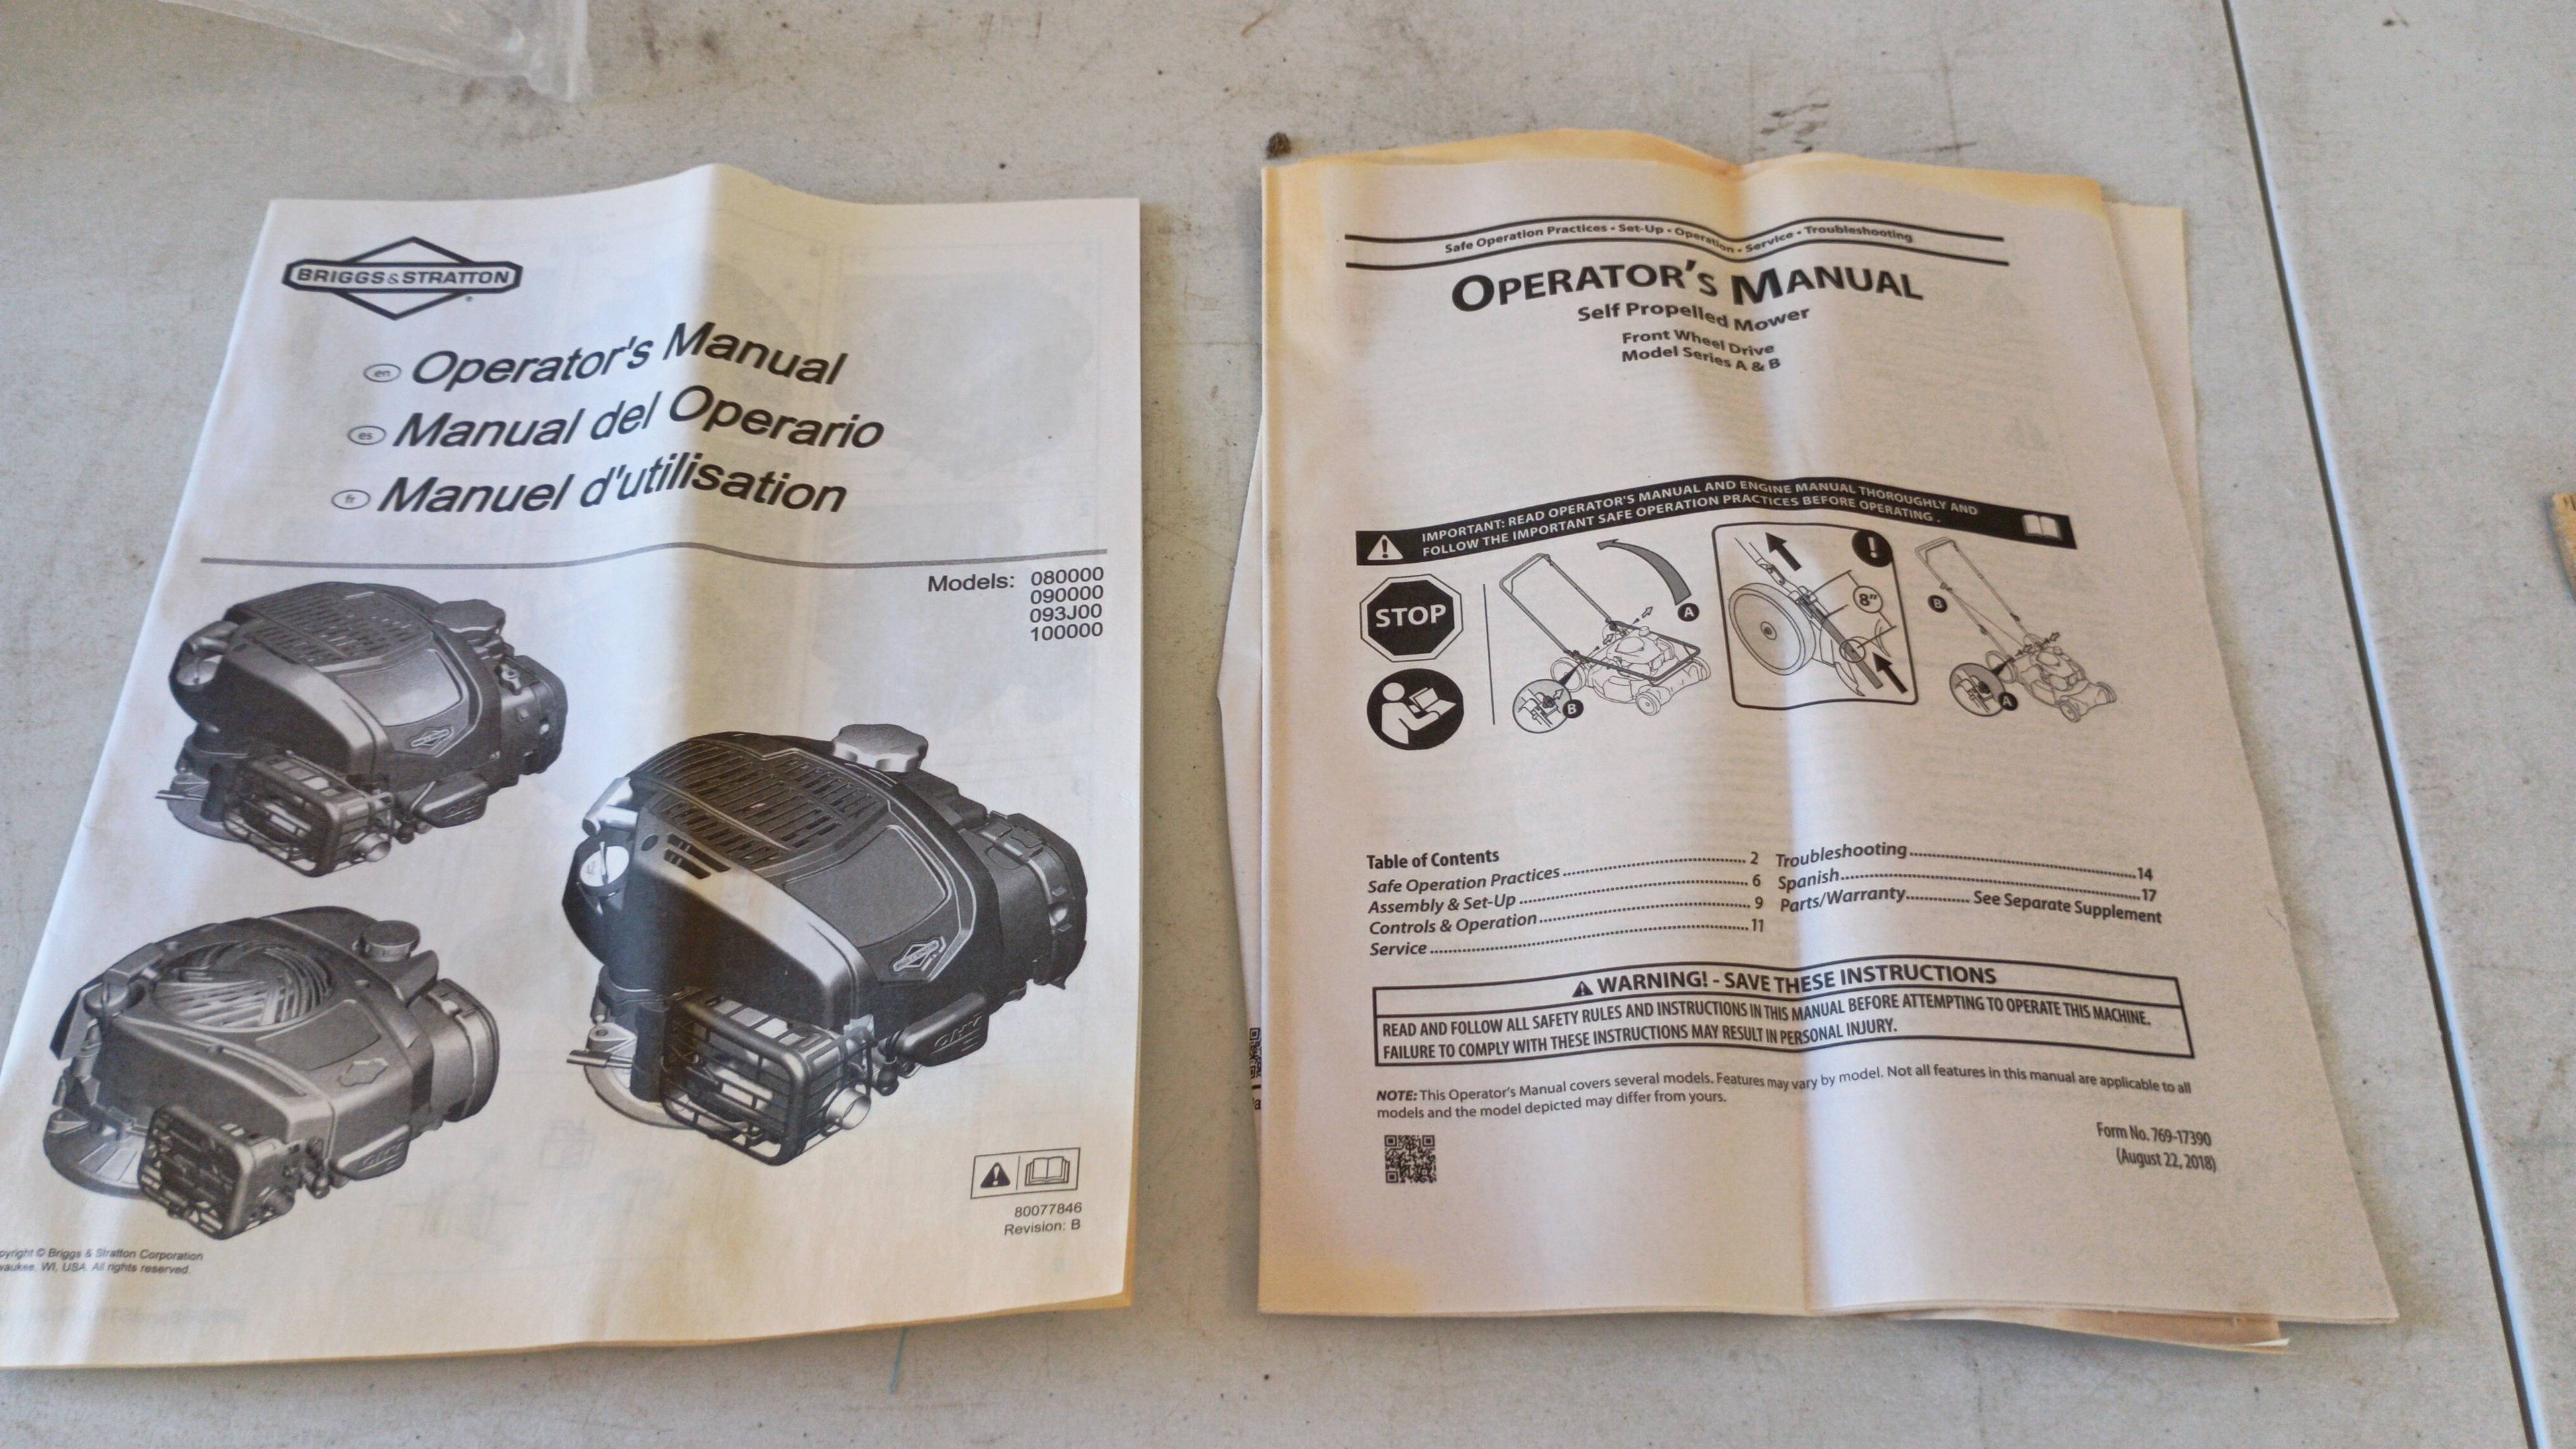 BRIGGS & STRATTON
en Operator's Manual
es Manual del Operario
fr Manuel d'utilisation
Models: 080000
090000
093J00
100000
OHV
OHV
OHV
80077846
Revision: B
pyright © Briggs & Stratton Corporation
waukee. WI, USA. All rights reserved.
Safe Operation Practices • Set-Up • Operation • Service • Troubleshooting
OPERATOR'S MANUAL
Self Propelled Mower
Front Wheel Drive
Model Series A & B
IMPORTANT: READ OPERATOR'S MANUAL AND ENGINE MANUAL THOROUGHLY AND
FOLLOW THE IMPORTANT SAFE OPERATION PRACTICES BEFORE OPERATING .
STOP
A
B
8"
!
B
A
Table of Contents
Safe Operation Practices ........................................ 2
Assembly & Set-Up ................................................ 6
Controls & Operation ............................................. 9
Service ................................................................. 11
Troubleshooting ................................................ 14
Spanish ............................................................. 17
Parts/Warranty ............. See Separate Supplement
WARNING! - SAVE THESE INSTRUCTIONS
READ AND FOLLOW ALL SAFETY RULES AND INSTRUCTIONS IN THIS MANUAL BEFORE ATTEMPTING TO OPERATE THIS MACHINE.
FAILURE TO COMPLY WITH THESE INSTRUCTIONS MAY RESULT IN PERSONAL INJURY.
NOTE: This Operator's Manual covers several models. Features may vary by model. Not all features in this manual are applicable to all
models and the model depicted may differ from yours.
Form No. 769-17390
(August 22, 2018)